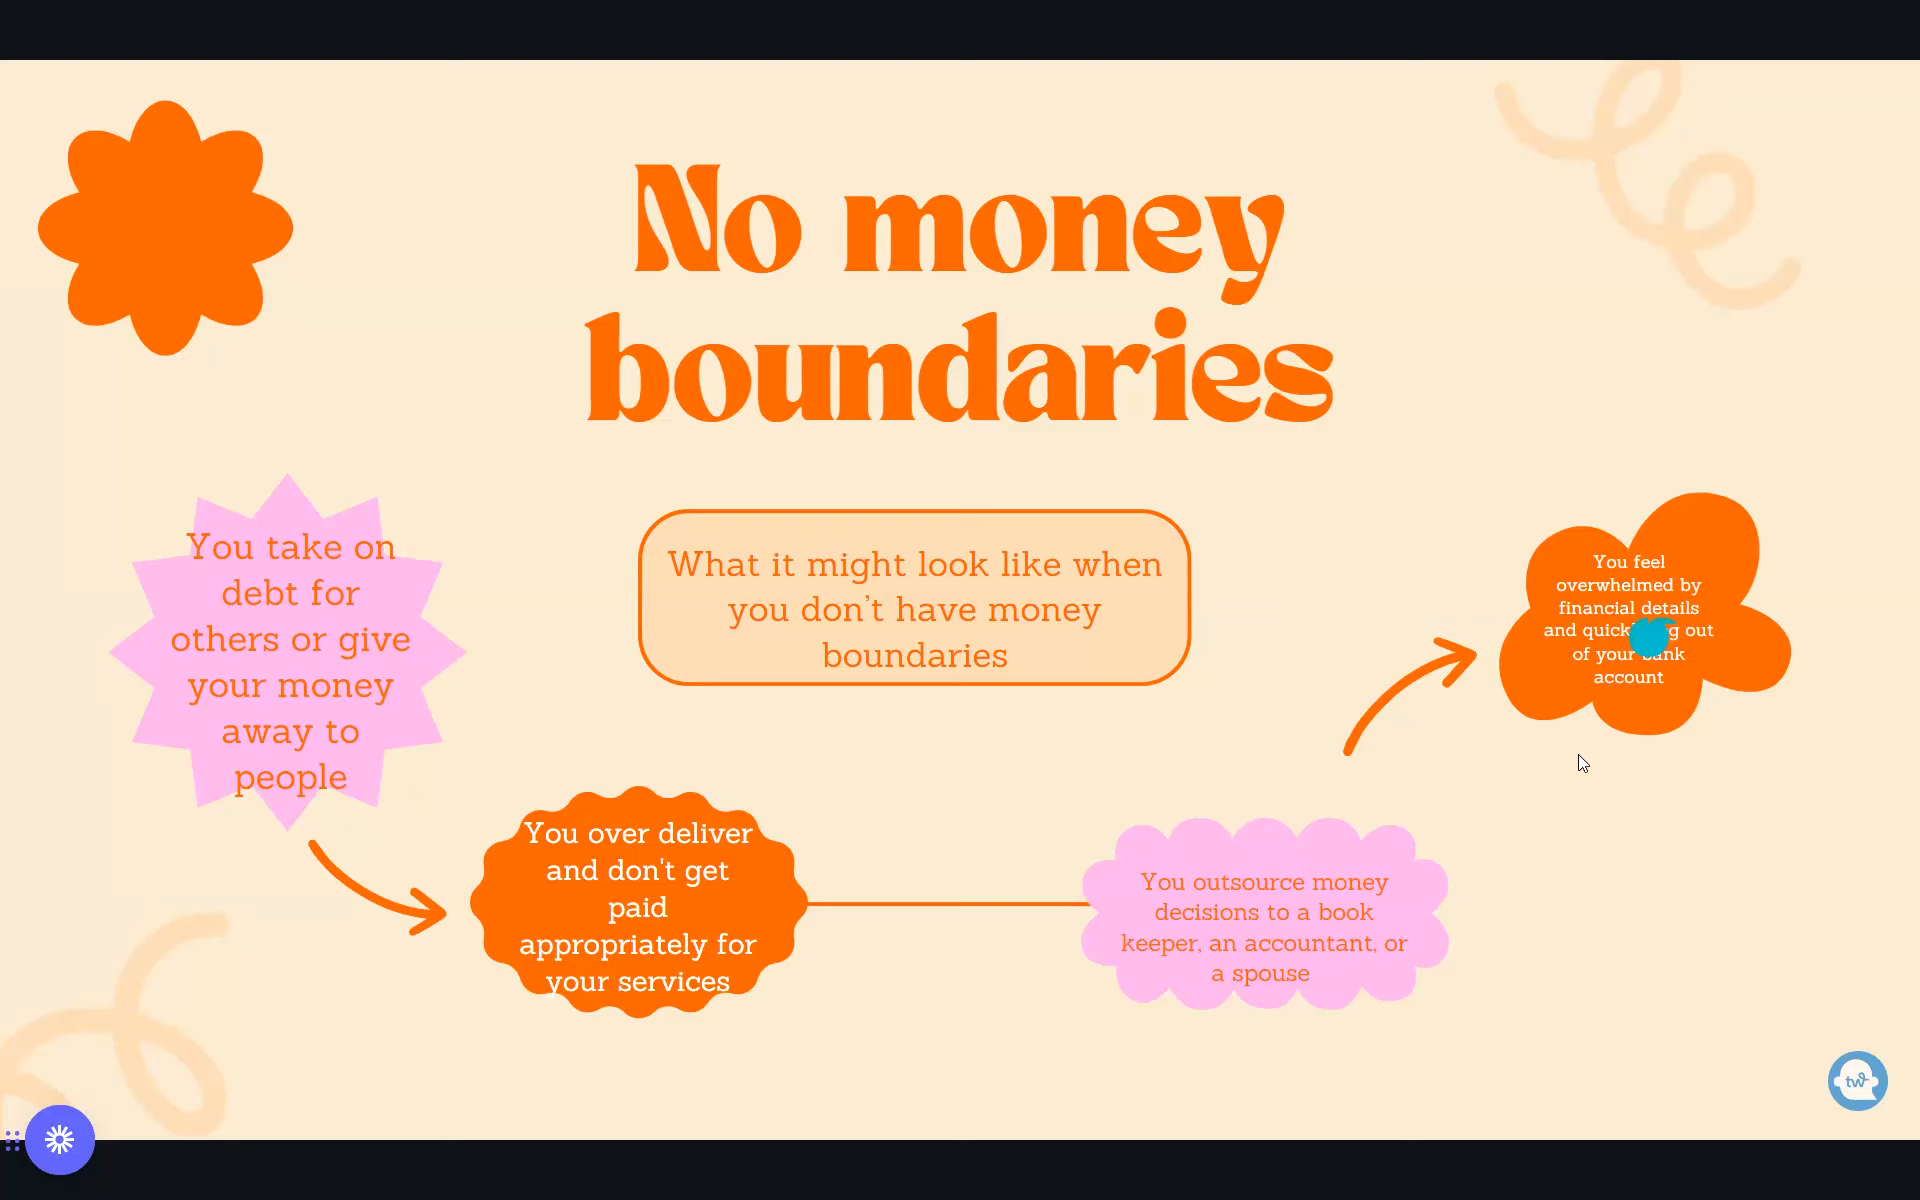 No money
boundaries
What it might look like when
you don't have money
boundaries
You take on
debt for
others or give
your money
away to
people
You over deliver
and don't get
paid
appropriately for
your services
You outsource money
decisions to a book
keeper, an accountant, or
a spouse
You feel
overwhelmed by
financial details
and out
of your
account
tw